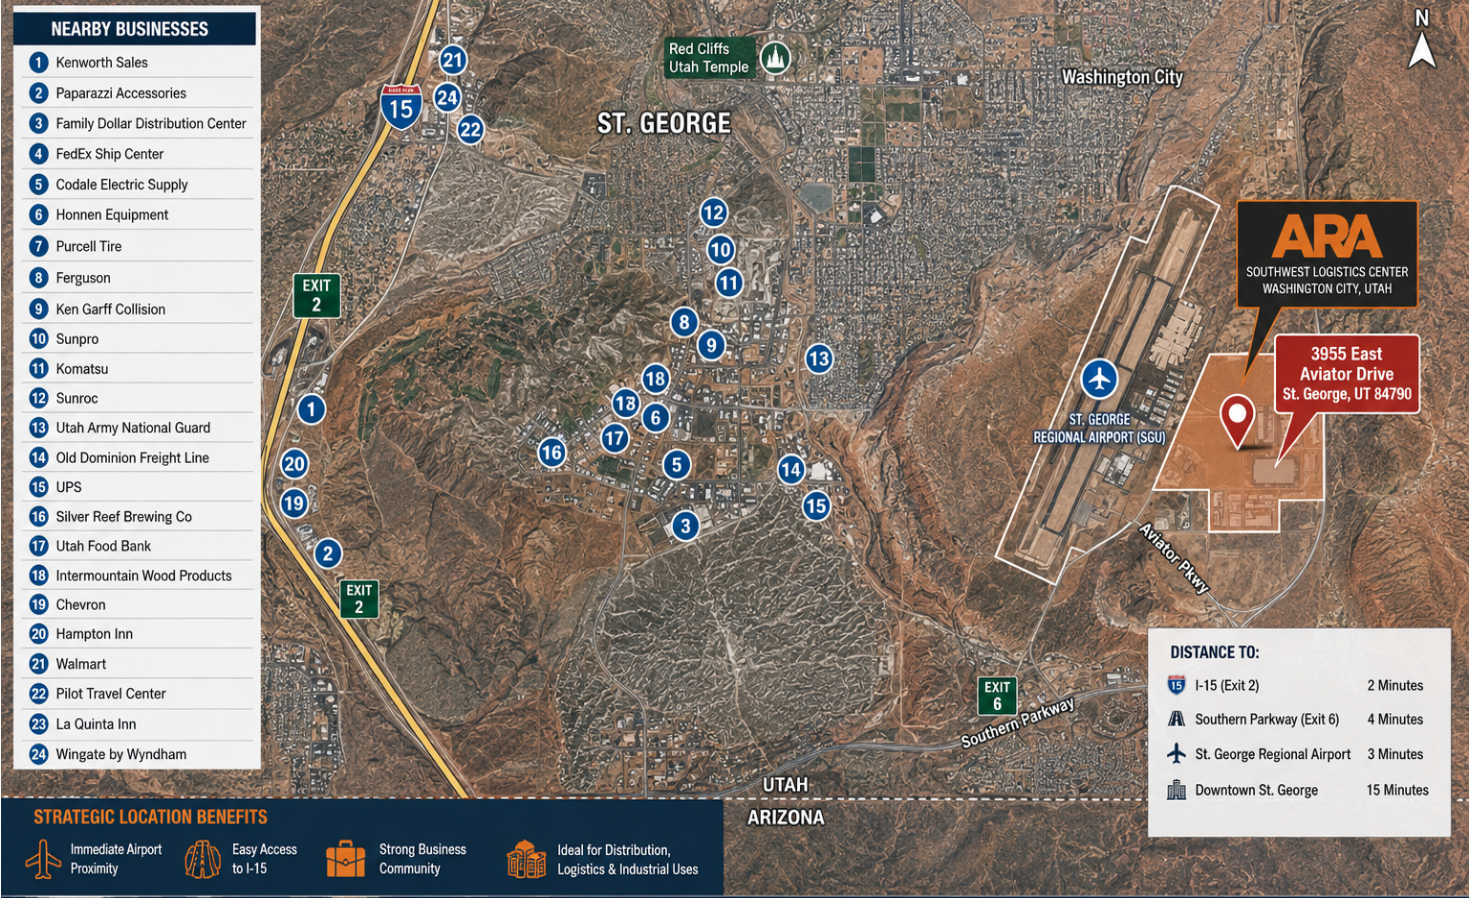 NEARBY BUSINESSES
1 Kenworth Sales
2 Paparazzi Accessories
3 Family Dollar Distribution Center
4 FedEx Ship Center
5 Codale Electric Supply
6 Honnen Equipment
7 Purcell Tire
8 Ferguson
9 Ken Garff Collision
10 Sunpro
11 Komatsu
12 Sunroc
13 Utah Army National Guard
14 Old Dominion Freight Line
15 UPS
16 Silver Reef Brewing Co
17 Utah Food Bank
18 Intermountain Wood Products
19 Chevron
20 Hampton Inn
21 Walmart
22 Pilot Travel Center
23 La Quinta Inn
24 Wingate by Wyndham
21
24
22
15
Red Cliffs
Utah Temple
ST. GEORGE
Washington City
N
EXIT
2
12
10
11
8
9
13
18
18
6
17
16
5
14
15
3
1
20
19
2
EXIT
2
ARA
SOUTHWEST LOGISTICS CENTER
WASHINGTON CITY, UTAH
3955 East
Aviator Drive
St. George, UT 84790
ST. GEORGE
REGIONAL AIRPORT (SGU)
Aviator Pkwy
EXIT
6
Southern Parkway
UTAH
ARIZONA
DISTANCE TO:
15 I-15 (Exit 2) 2 Minutes
Southern Parkway (Exit 6) 4 Minutes
St. George Regional Airport 3 Minutes
Downtown St. George 15 Minutes
STRATEGIC LOCATION BENEFITS
Immediate Airport
Proximity
Easy Access
to I-15
Strong Business
Community
Ideal for Distribution,
Logistics & Industrial Uses